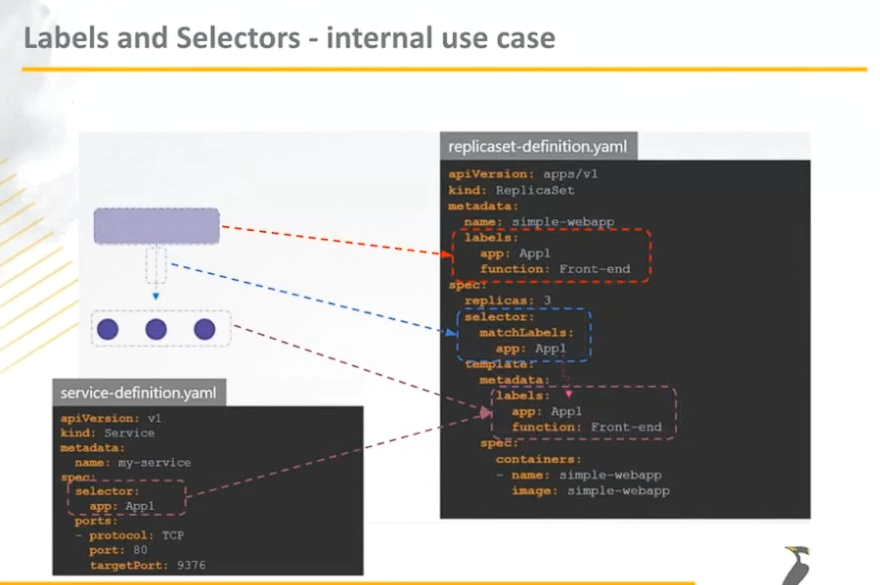 Labels and Selectors - internal use case
replicaset-definition.yaml
apiVersion: apps/v1
kind: ReplicaSet
metadata:
name: simple-webapp
labels:
app: App1
function: Front-end
spec:
replicas: 3
selector:
matchLabels:
app: App1
template:
metadata:
labels:
app: App1
function: Front-end
spec:
containers:
- name: simple-webapp
image: simple-webapp
service-definition.yaml
apiVersion: v1
kind: Service
metadata:
name: my-service
spec:
selector:
app: App1
ports:
- protocol: TCP
port: 80
targetPort: 9376